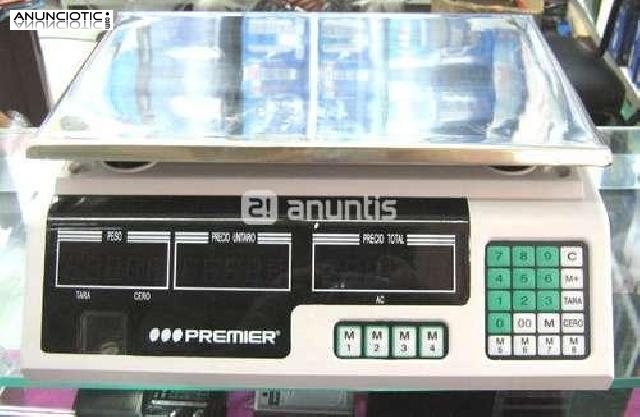 ANUNCIOTIC
anuntis
PESO PRECIO UNITARIO PRECIO TOTAL
TARA CERO AC
PREMIER
M 1 M 2 M 3 M 4
7 8 9 C
4 5 6 M+
1 2 3 TARA
0 00 M CERO
M 5 M 6 M 7 M 8